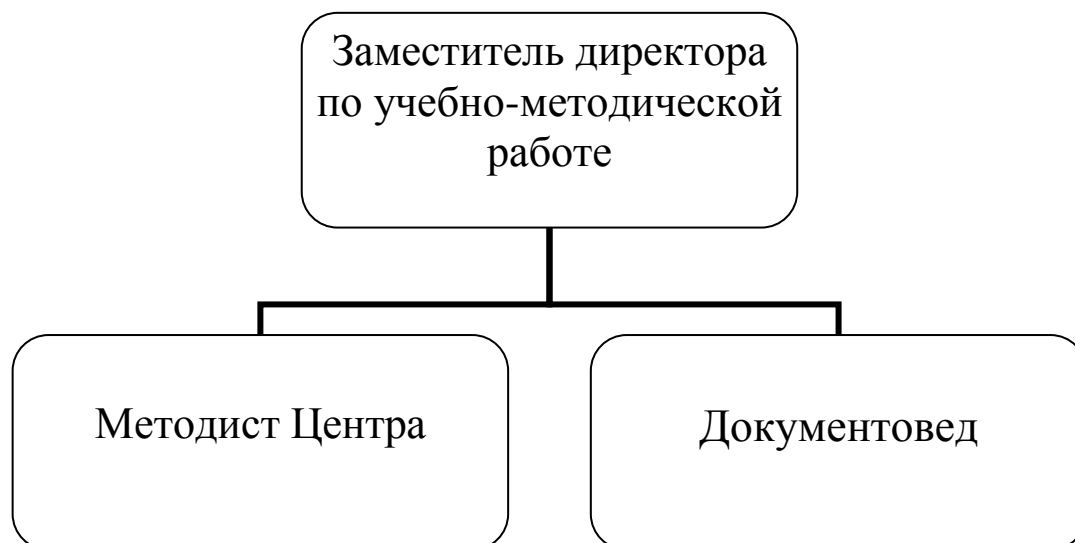 Заместитель директора
по учебно-методической
работе
Методист Центра
Документовед